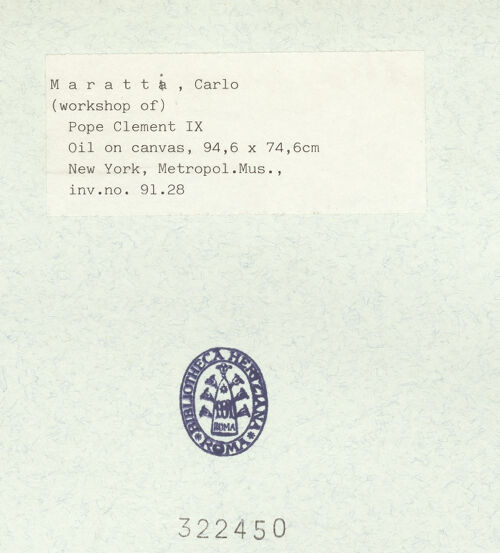 M a r a t t i , Carlo
(workshop of)
Pope Clement IX
Oil on canvas, 94,6 x 74,6cm
New York, Metropol.Mus.,
inv.no. 91.28
BIBLIOTHECA HERTZIANA
ROMA
ROMA
322450